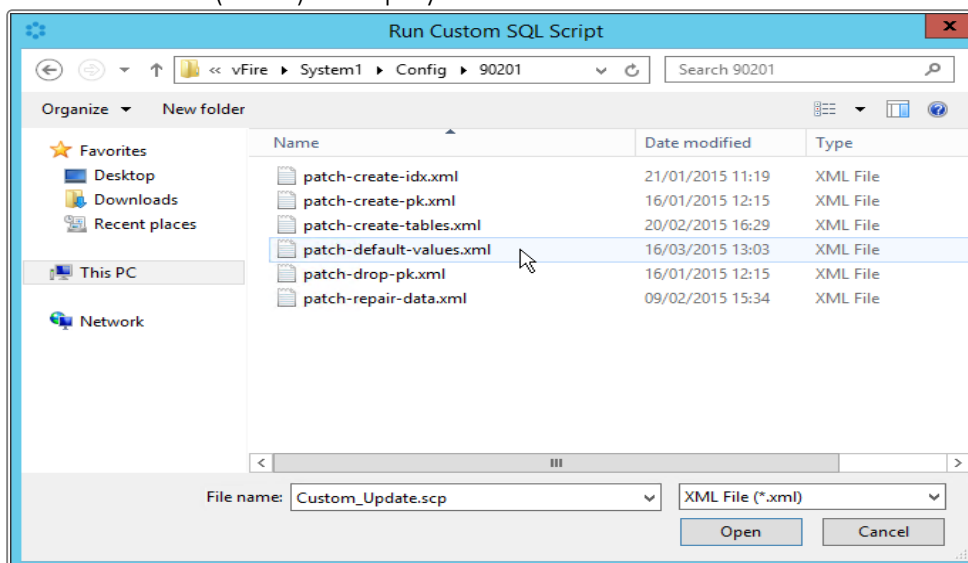 Run Custom SQL Script
« vFire ▸ System1 ▸ Config ▸ 90201 Search 90201
Organize New folder
Name Date modified Type
Favorites
Desktop patch-create-idx.xml 21/01/2015 11:19 XML File
Downloads patch-create-pk.xml 16/01/2015 12:15 XML File
Recent places patch-create-tables.xml 20/02/2015 16:29 XML File
patch-default-values.xml 16/03/2015 13:03 XML File
This PC patch-drop-pk.xml 16/01/2015 12:15 XML File
patch-repair-data.xml 09/02/2015 15:34 XML File
Network
File name: Custom_Update.scp XML File (*.xml)
Open Cancel